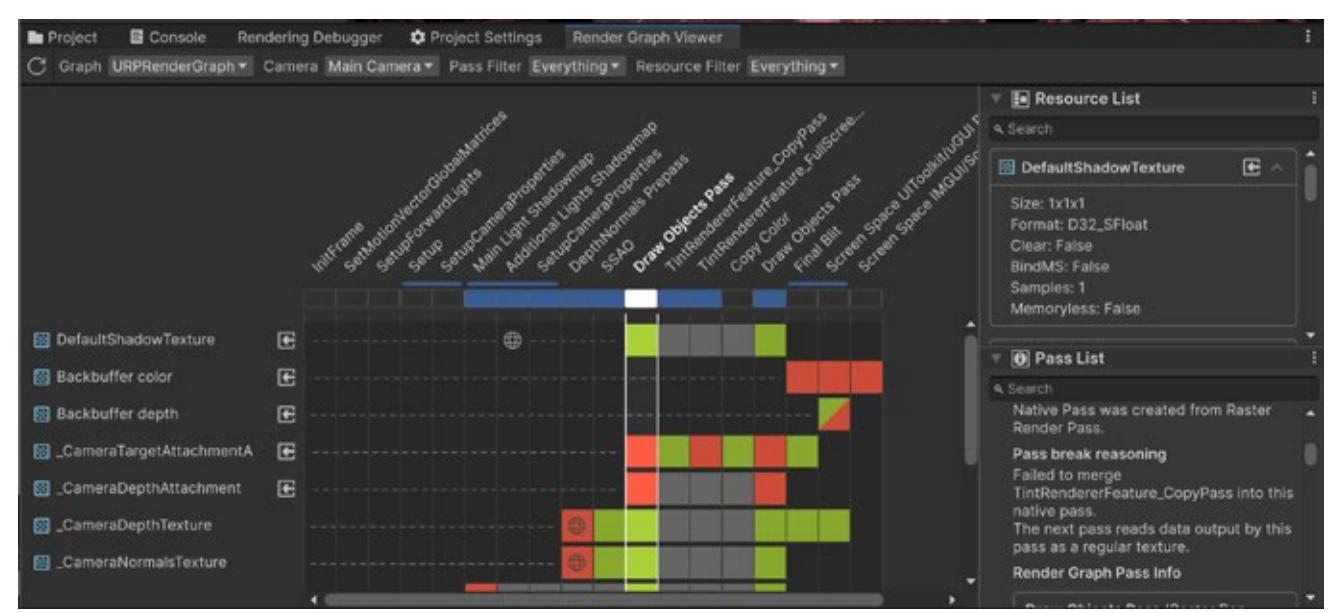 Project Console Rendering Debugger Project Settings Render Graph Viewer
Graph URPRenderGraph Camera Main Camera Pass Filter Everything Resource Filter Everything
InitFrame
SetMotionVectorGlobalMatrices
SetupForwardLights
Setup
SetupCameraProperties
Main Light Shadowmap
Additional Lights Shadowmap
SetupCameraProperties
DepthNormals Prepass
SSAO
Draw Objects Pass
TintRendererFeature_CopyPass
TintRendererFeature_FullScree...
Copy Color
Draw Objects Pass
Final Blit
Screen Space UIToolkit/uGUI
Screen Space IMGUI/So
DefaultShadowTexture
Backbuffer color
Backbuffer depth
_CameraTargetAttachmentA
_CameraDepthAttachment
_CameraDepthTexture
_CameraNormalsTexture
Resource List
Search
DefaultShadowTexture
Size: 1x1x1
Format: D32_SFloat
Clear: False
BindMS: False
Samples: 1
Memoryless: False
Pass List
Search
Native Pass was created from Raster
Render Pass.
Pass break reasoning
Failed to merge
TintRendererFeature_CopyPass into this
native pass.
The next pass reads data output by this
pass as a regular texture.
Render Graph Pass Info